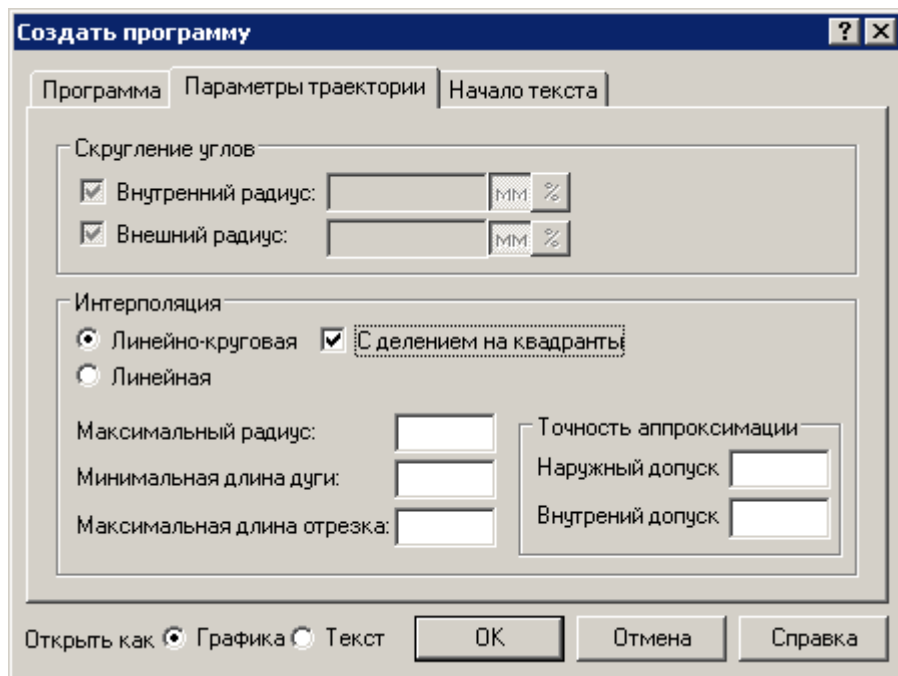 Создать программу
Программа Параметры траектории Начало текста
Скругление углов
Внутренний радиус: мм %
Внешний радиус: мм %
Интерполяция
Линейно-круговая С делением на квадранты
Линейная
Максимальный радиус:
Минимальная длина дуги:
Максимальная длина отрезка:
Точность аппроксимации
Наружный допуск
Внутрений допуск
Открыть как Графика Текст OK Отмена Справка